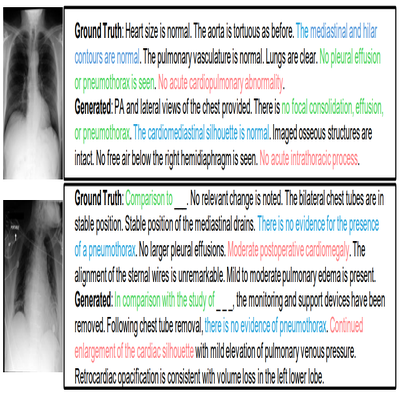 Ground Truth: Heart size is normal. The aorta is tortuous as before. The mediastinal and hilar
contours are normal. The pulmonary vasculature is normal. Lungs are clear. No pleural effusion
or pneumothorax is seen. No acute cardiopulmonary abnormality.
Generated: PA and lateral views of the chest provided. There is no focal consolidation, effusion,
or pneumothorax. The cardiomediastinal silhouette is normal. Imaged osseous structures are
intact. No free air below the right hemidiaphragm is seen. No acute intrathoracic process.
Ground Truth: Comparison to ___. No relevant change is noted. The bilateral chest tubes are in
stable position. Stable position of the mediastinal drains. There is no evidence for the presence
of a pneumothorax. No larger pleural effusions. Moderate postoperative cardiomegaly. The
alignment of the sternal wires is unremarkable. Mild to moderate pulmonary edema is present.
Generated: In comparison with the study of _ _ _, the monitoring and support devices have been
removed. Following chest tube removal, there is no evidence of pneumothorax. Continued
enlargement of the cardiac silhouette with mild elevation of pulmonary venous pressure.
Retrocardiac opacification is consistent with volume loss in the left lower lobe.